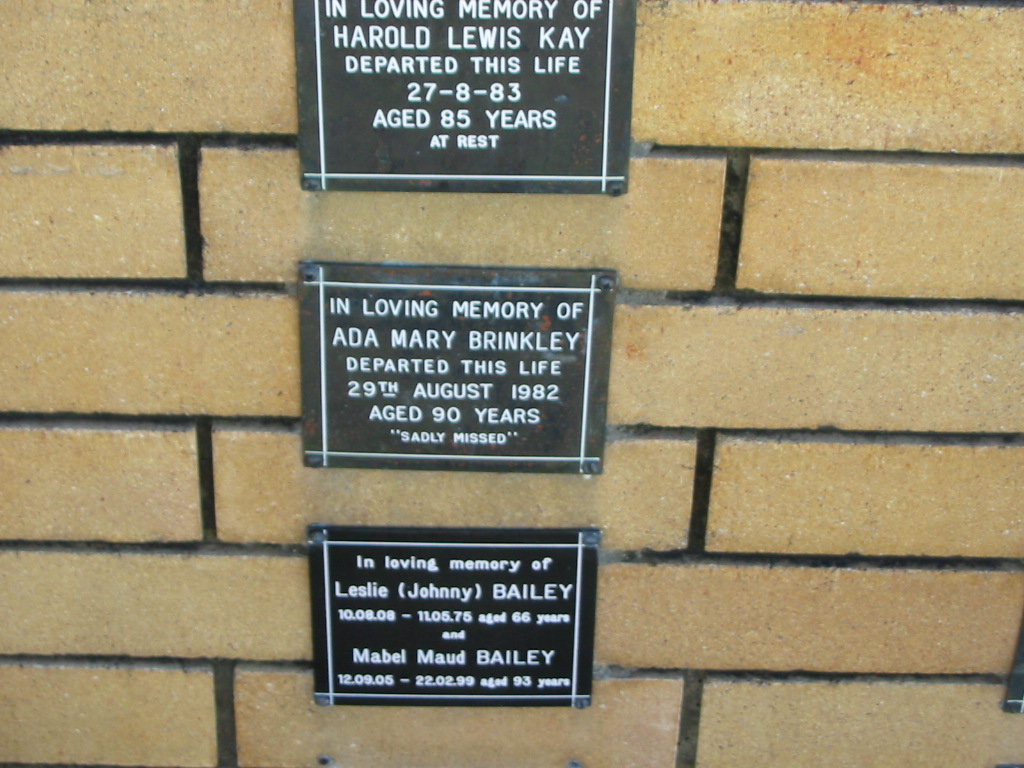 IN LOVING MEMORY OF
HAROLD LEWIS KAY
DEPARTED THIS LIFE
27-8-83
AGED 85 YEARS
AT REST
IN LOVING MEMORY OF
ADA MARY BRINKLEY
DEPARTED THIS LIFE
29TH AUGUST 1982
AGED 90 YEARS
"SADLY MISSED"
In loving memory of
Leslie (Johnny) BAILEY
10.08.08 - 11.05.75 aged 66 years
and
Mabel Maud BAILEY
12.09.05 - 22.02.99 aged 93 years